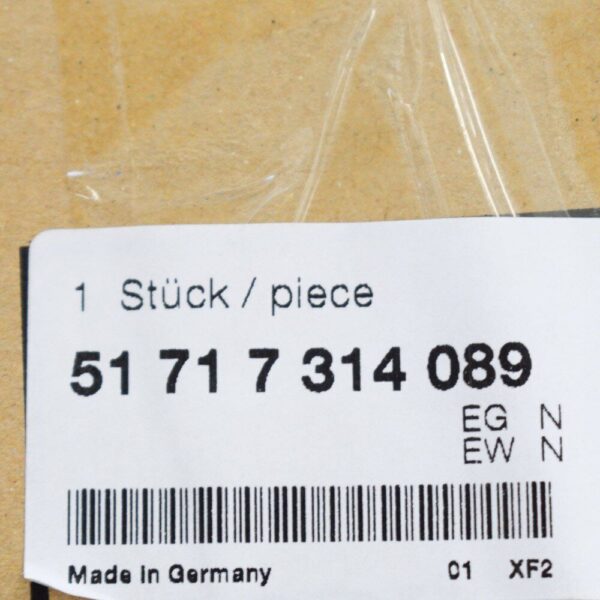 1 Stück / piece
51 71 7 314 089
EG N
EW N
Made In Germany 01 XF2